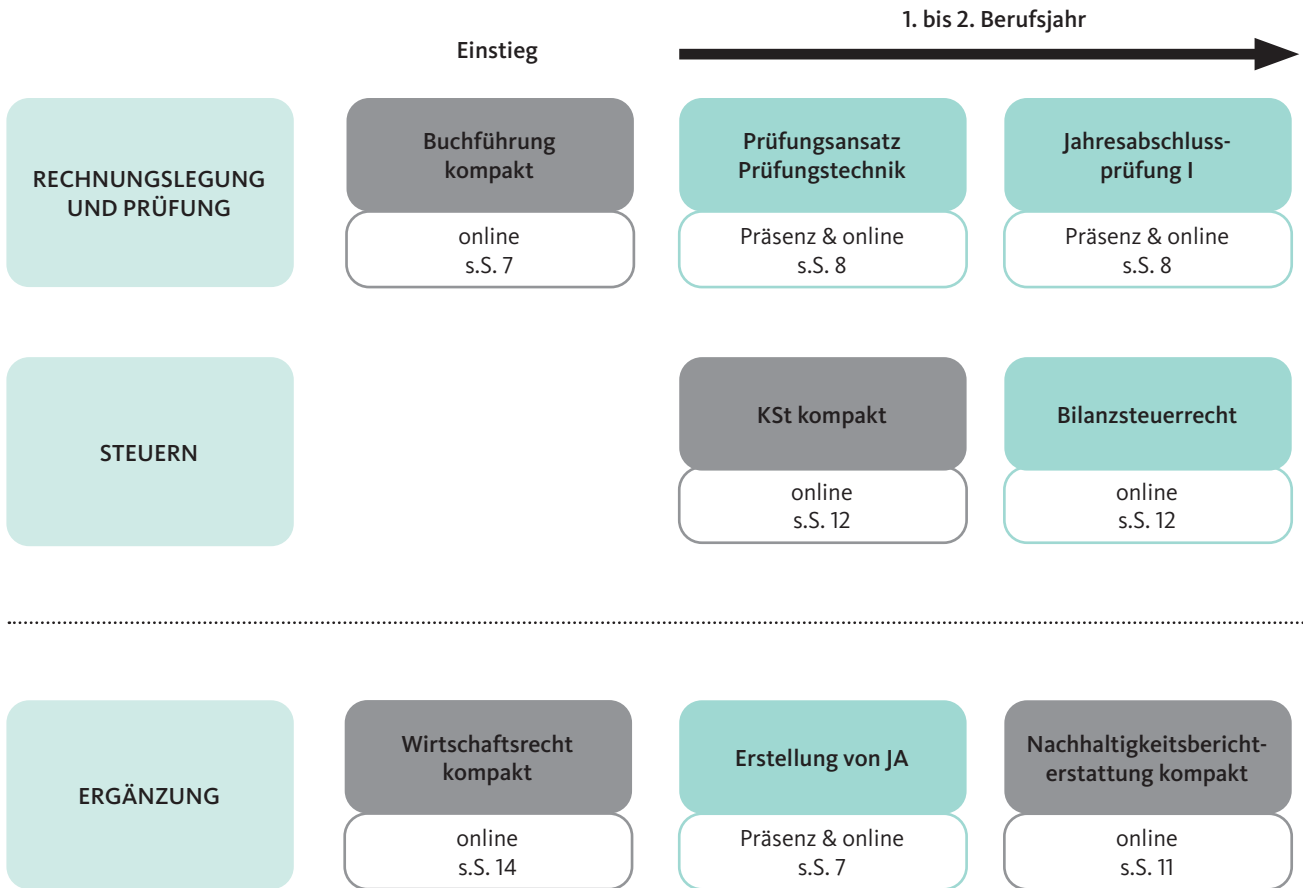 1. bis 2. Berufsjahr
Einstieg
RECHNUNGSLEGUNG
UND PRÜFUNG
Buchführung
kompakt
online
s.S. 7
Prüfungsansatz
Prüfungstechnik
Präsenz & online
s.S. 8
Jahresabschluss-
prüfung I
Präsenz & online
s.S. 8
STEUERN
KSt kompakt
online
s.S. 12
Bilanzsteuerrecht
online
s.S. 12
ERGÄNZUNG
Wirtschaftsrecht
kompakt
online
s.S. 14
Erstellung von JA
Präsenz & online
s.S. 7
Nachhaltigkeitsbericht-
erstattung kompakt
online
s.S. 11